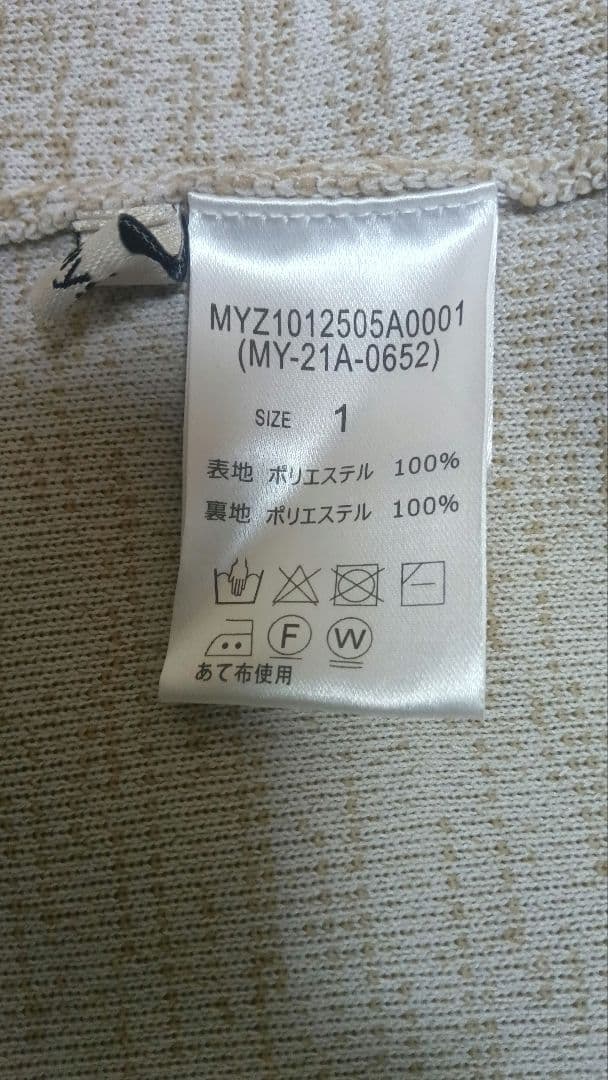 MYZ1012505A0001
(MY-21A-0652)
SIZE 1
表地 ポリエステル 100%
裏地 ポリエステル 100%
F W
あて布使用